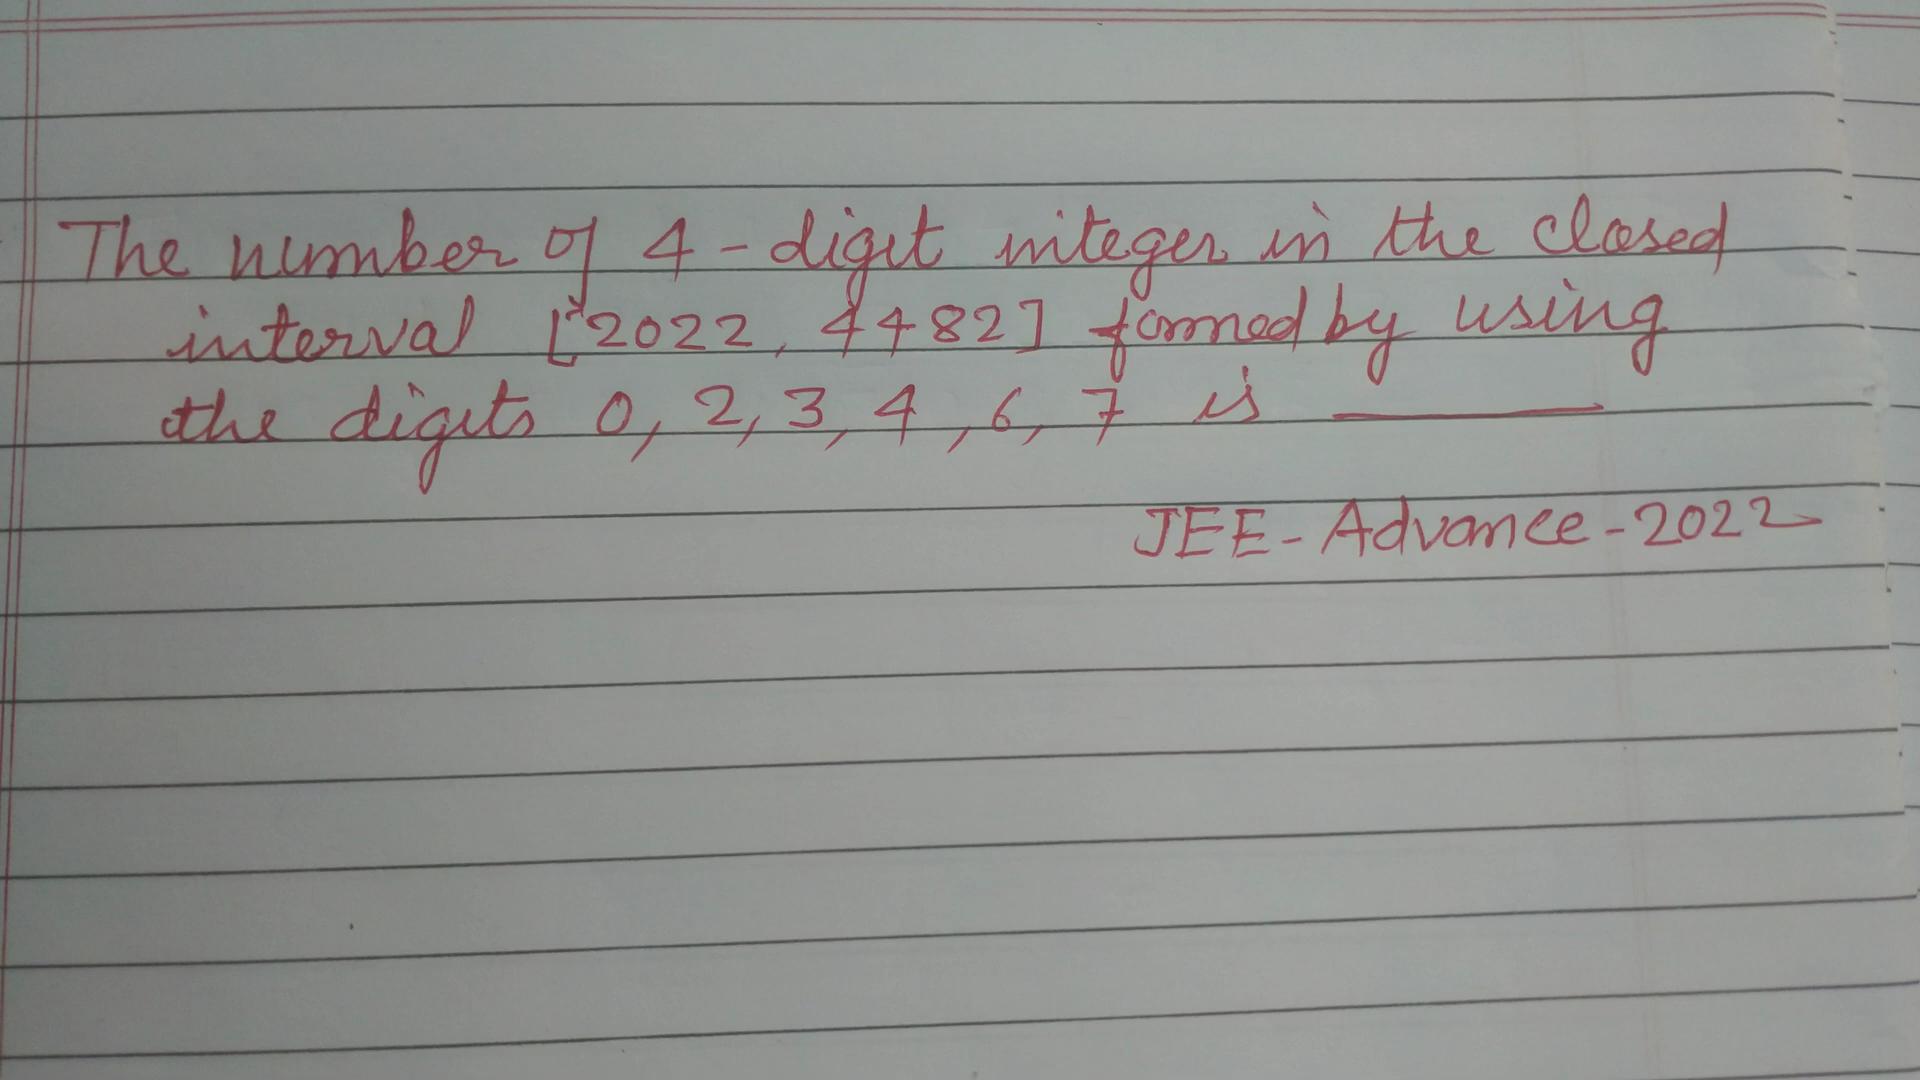 The number of 4-digit integer in the closed
interval [2022, 4482] formed by using
the digits 0, 2, 3, 4, 6, 7 is ________
JEE-Advance-2022